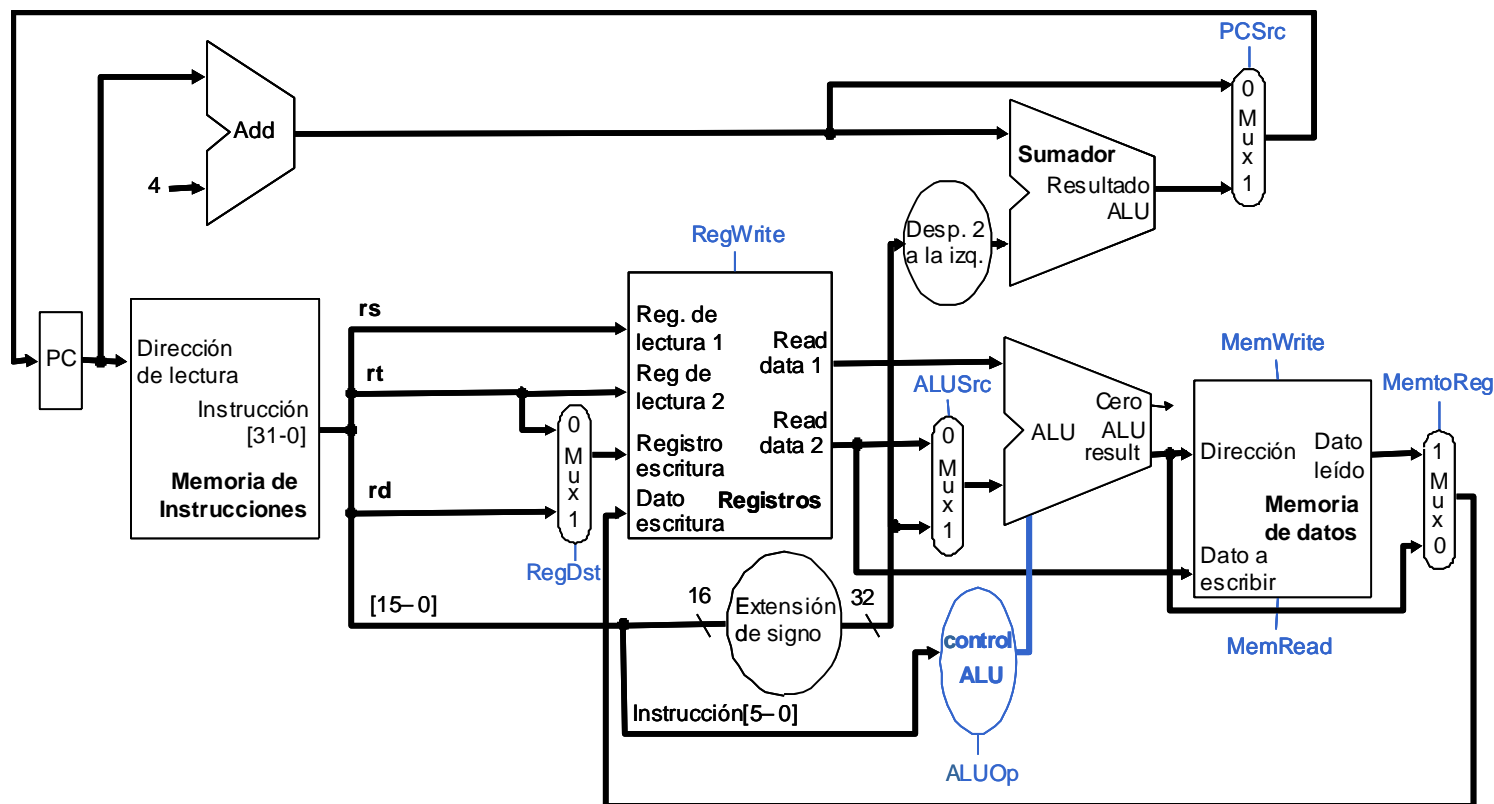 PCSrc
0
M
u
x
1
Add
4
Sumador
Resultado
ALU
Desp. 2
a la izq.
RegWrite
PC
Dirección
de lectura
Instrucción
[31-0]
Memoria de
Instrucciones
rs
rt
rd
[15–0]
0
M
u
x
1
RegDst
Reg. de
lectura 1
Reg de
lectura 2
Registro
escritura
Dato
escritura
Read
data 1
Read
data 2
Registros
16
Extensión
de signo
32
Instrucción[5–0]
ALUSrc
0
M
u
x
1
ALU
Cero
ALU
result
control
ALU
ALUOp
MemWrite
Dirección
Dato
leído
Memoria
de datos
Dato a
escribir
MemRead
MemtoReg
1
M
u
x
0